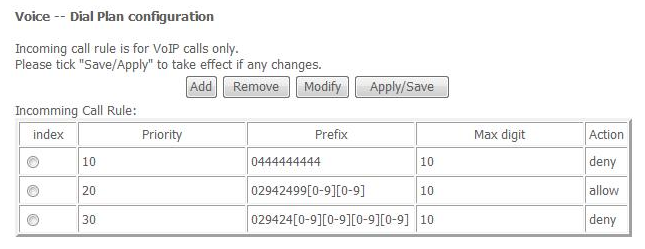 Voice -- Dial Plan configuration
Incoming call rule is for VoIP calls only.
Please tick "Save/Apply" to take effect if any changes.
Add Remove Modify Apply/Save
Incomming Call Rule:
index Priority Prefix Max digit Action
10 0444444444 10 deny
20 02942499[0-9][0-9] 10 allow
30 029424[0-9][0-9][0-9][0-9] 10 deny